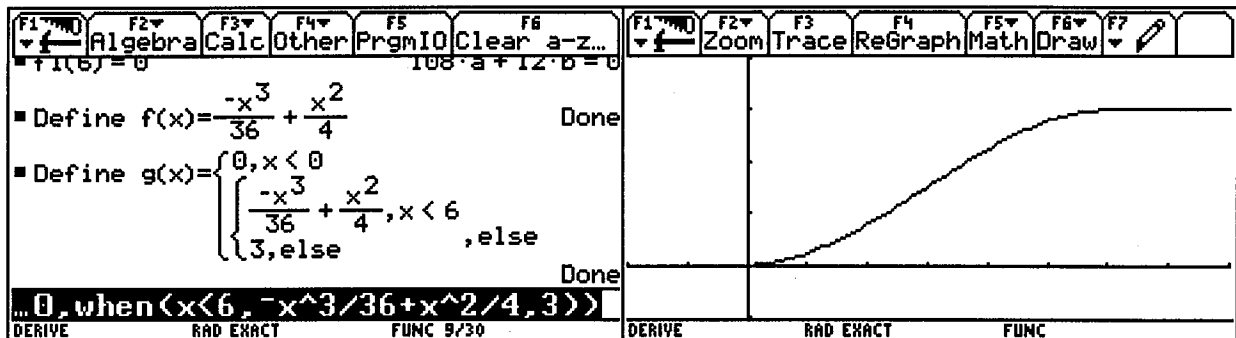 F1 F2 Algebra F3 Calc F4 Other F5 PrgmIO F6 Clear a-z...
f1(6) = 0 108·a + 12·b = 0
▪Define f(x)=-x^3/36 + x^2/4 Done
▪Define g(x)={0,x < 0
{-x^3/36 + x^2/4,x < 6
3,else ,else
Done
…0,when(x<6,-x^3/36+x^2/4,3))
DERIVE RAD EXACT FUNC 9/30
F1 F2 Zoom F3 Trace F4 ReGraph F5 Math F6 Draw F7
DERIVE RAD EXACT FUNC